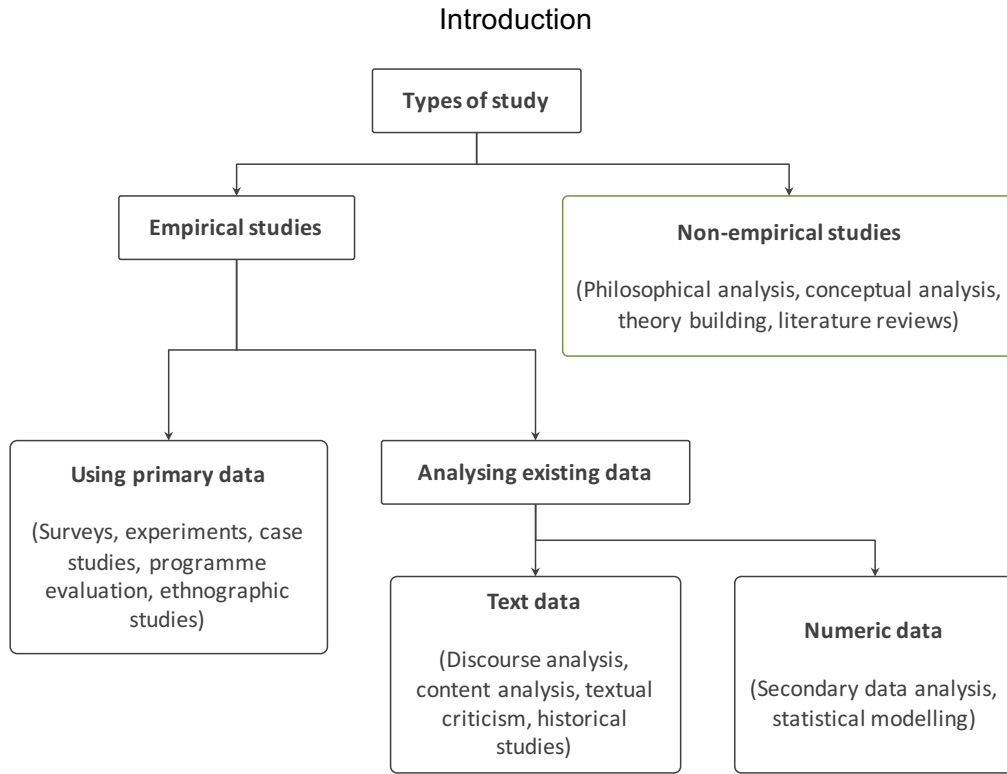 Introduction
Types of study
Empirical studies
Non-empirical studies
(Philosophical analysis, conceptual analysis,
theory building, literature reviews)
Using primary data
(Surveys, experiments, case
studies, programme
evaluation, ethnographic
studies)
Analysing existing data
Text data
(Discourse analysis,
content analysis, textual
criticism, historical
studies)
Numeric data
(Secondary data analysis,
statistical modelling)